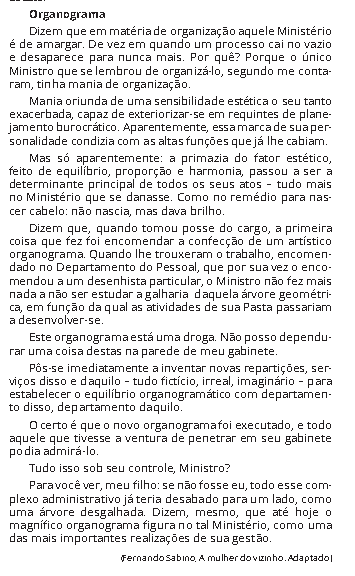 Organograma
Dizem que em matéria de organização aquele Ministério
é de amargar. De vez em quando um processo cai no vazio
e desaparece para nunca mais. Por quê? Porque o único
Ministro que se lembrou de organizá-lo, segundo me conta-
ram, tinha mania de organização.
Mania oriunda de uma sensibilidade estética o seu tanto
exacerbada, capaz de exteriorizar-se em requintes de plane-
jamento burocrático. Aparentemente, essa marca de sua per-
sonalidade condizia com as altas funções que já lhe cabiam.
Mas só aparentemente: a primazia do fator estético,
feito de equilíbrio, proporção e harmonia, passou a ser a
determinante principal de todos os seus atos – tudo mais
no Ministério que se danasse. Como no remédio para nas-
cer cabelo: não nascia, mas dava brilho.
Dizem que, quando tomou posse do cargo, a primeira
coisa que fez foi encomendar a confecção de um artístico
organograma. Quando lhe trouxeram o trabalho, encomen-
dado no Departamento do Pessoal, que por sua vez o enco-
mendou a um desenhista particular, o Ministro não fez mais
nada a não ser estudar a galharia daquela árvore geométri-
ca, em função da qual as atividades de sua Pasta passariam
a desenvolver-se.
Este organograma está uma droga. Não posso dependu-
rar uma coisa destas na parede de meu gabinete.
Pôs-se imediatamente a inventar novas repartições, ser-
viços disso e daquilo – tudo fictício, irreal, imaginário – para
estabelecer o equilíbrio organogramático com departamen-
to disso, departamento daquilo.
O certo é que o novo organograma foi executado, e todo
aquele que tivesse a ventura de penetrar em seu gabinete
podia admirá-lo.
Tudo isso sob seu controle, Ministro?
Para você ver, meu filho: se não fosse eu, todo esse com-
plexo administrativo já teria desabado para um lado, como
uma árvore desgalhada. Dizem, mesmo, que até hoje o
magnífico organograma figura no tal Ministério, como uma
das mais importantes realizações de sua gestão.
(Fernando Sabino, A mulher do vizinho. Adaptado)